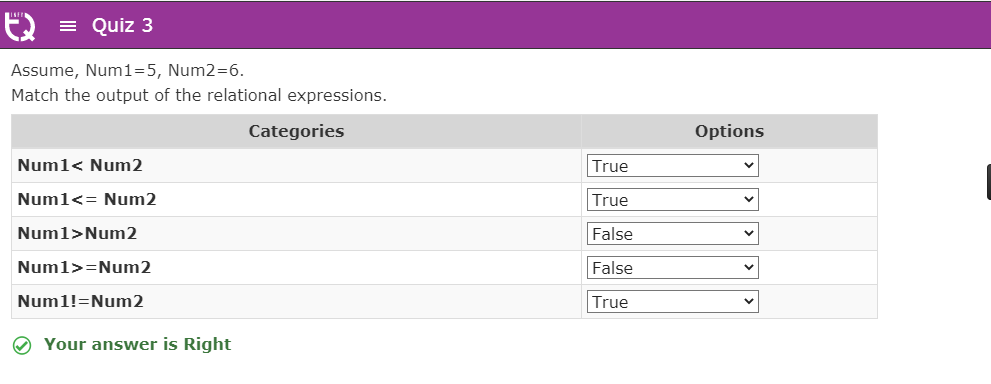 Quiz 3
Assume, Num1=5, Num2=6.
Match the output of the relational expressions.
Categories Options
Num1< Num2 True
Num1<= Num2 True
Num1>Num2 False
Num1>=Num2 False
Num1!=Num2 True
Your answer is Right